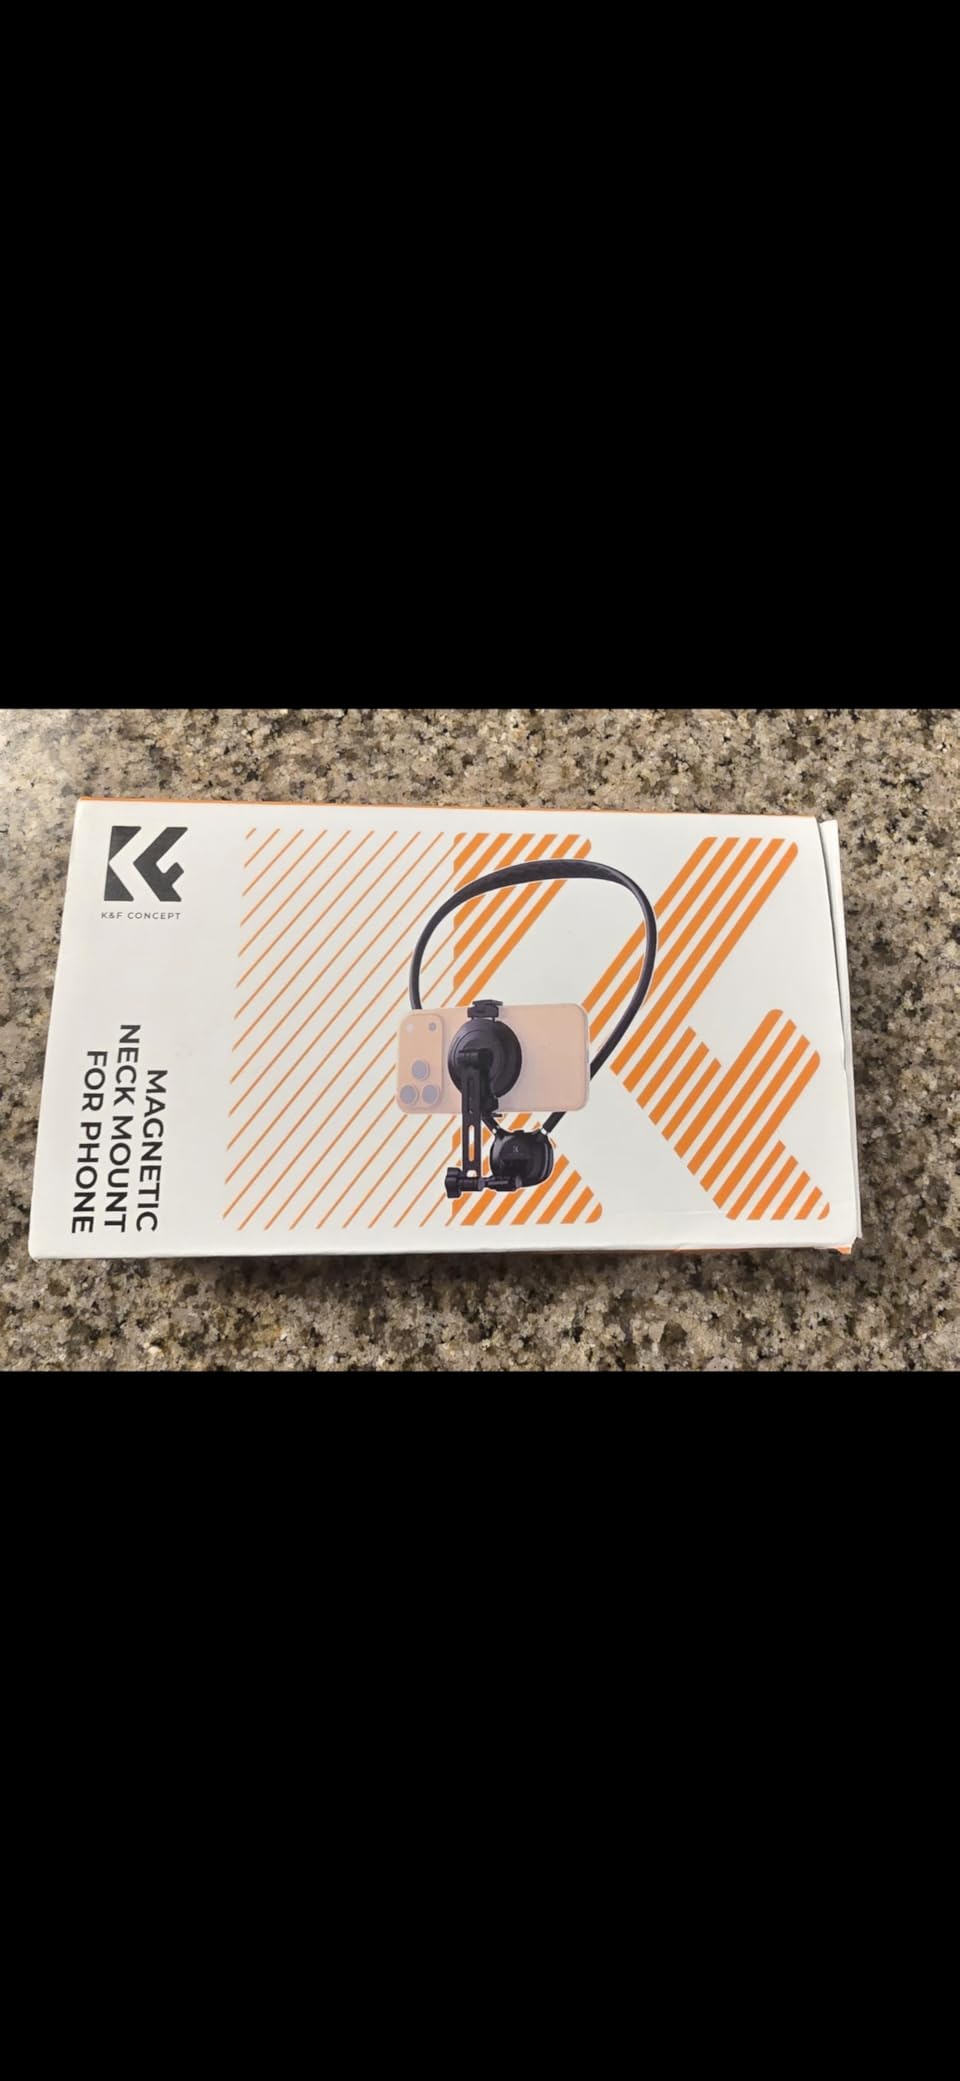 K&F CONCEPT
MAGNETIC
NECK MOUNT
FOR PHONE